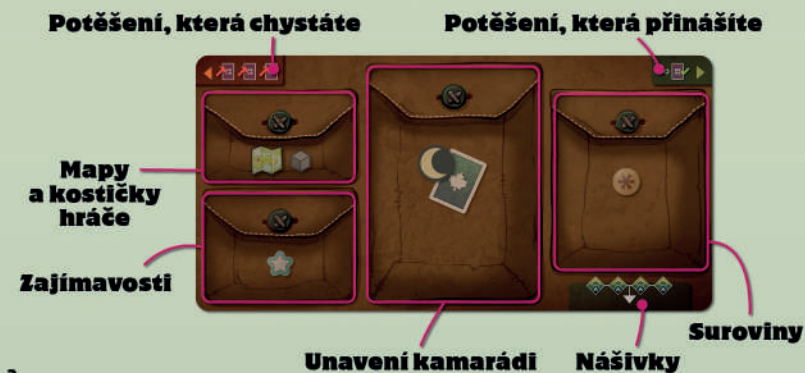 Potěšení, která chystáte
Potěšení, která přinášíte
Mapy
a kostičky
hráče
Zajímavosti
Suroviny
Unavení kamarádi
Nášivky